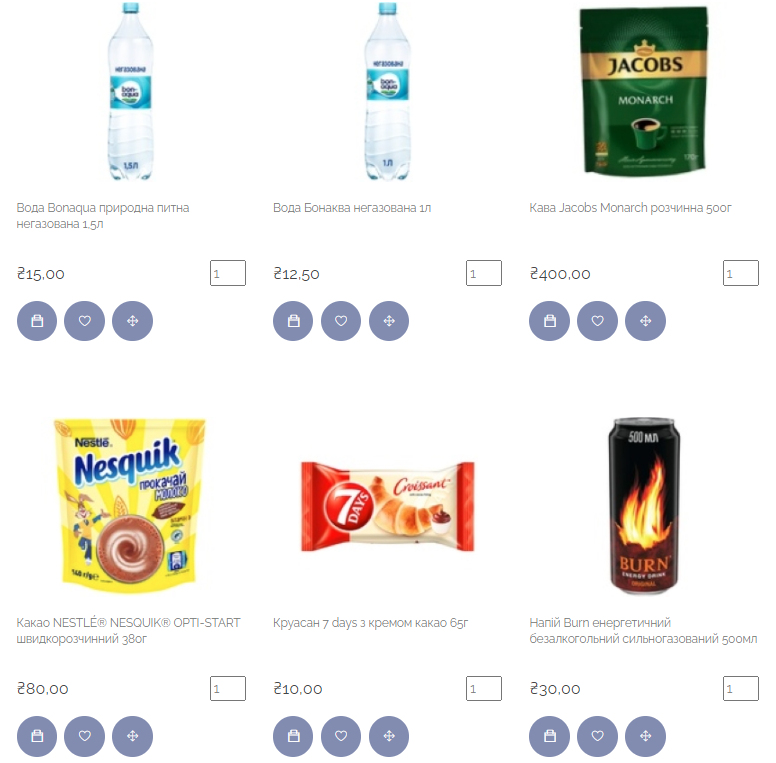 негазована
bon-
aqua
1,5Л
негазована
bon-
aqua
1Л
JACOBS
MONARCH
Вода Bonaqua природна питна
негазована 1.5л
Вода Бонаква негазована 1л
Кава Jacobs Monarch розчинна 500г
₴15,00
1
₴12,50
1
₴400,00
1
Nestlé
Nesquik
ПРОКАЧАЙ
МОЛОКО
140 г/g℮
7
DAYS
Croissant
500 МЛ
BURN
ENERGY DRINK
ORIGINAL
Какао NESTLÉ® NESQUIK® OPTI-START
швидкорозчинний 380г
Круасан 7 days з кремом какао 65г
Напій Burn енергетичний
безалкогольний сильногазований 500мл
₴80,00
1
₴10,00
1
₴30,00
1